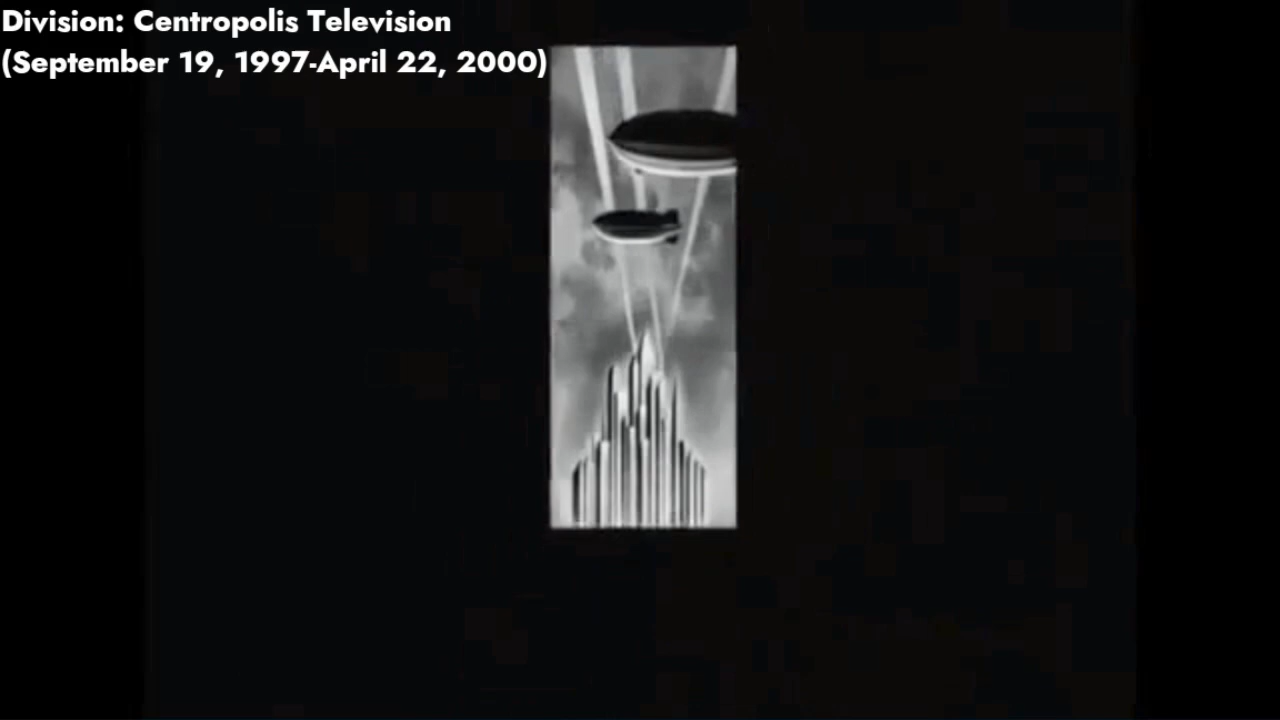 Division: Centropolis Television
(September 19, 1997-April 22, 2000)